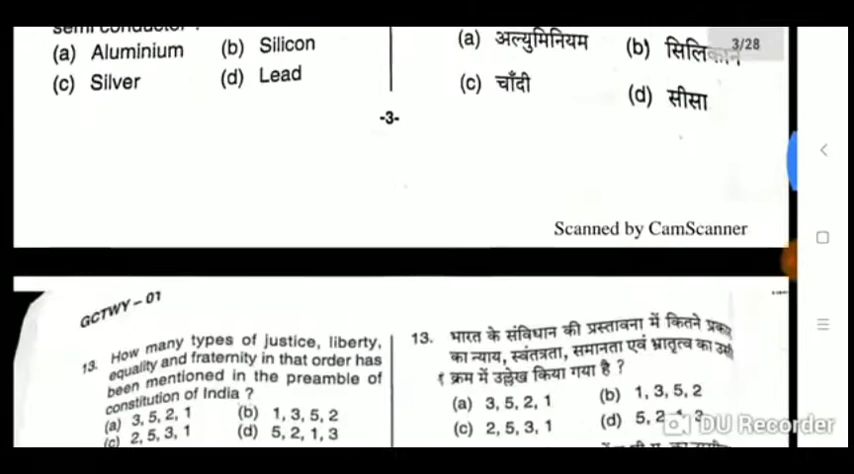 (a) Aluminium (b) Silicon
(c) Silver (d) Lead
(a) अल्युमिनियम (b) सिलिकान
(c) चाँदी (d) सीसा
3/28
-3-
Scanned by CamScanner
GCTWY – 01
13. How many types of justice, liberty,
equality and fraternity in that order has
been mentioned in the preamble of
constitution of India ?
(a) 3, 5, 2, 1 (b) 1, 3, 5, 2
(c) 2, 5, 3, 1 (d) 5, 2, 1, 3
13. भारत के संविधान की प्रस्तावना में कितने
का न्याय, स्वंतत्रता, समानता एवं भ्रातृत्व का
क्रम में उल्लेख किया गया है ?
(a) 3, 5, 2, 1 (b) 1, 3, 5, 2
(c) 2, 5, 3, 1 (d) 5, 2
DU Recorder